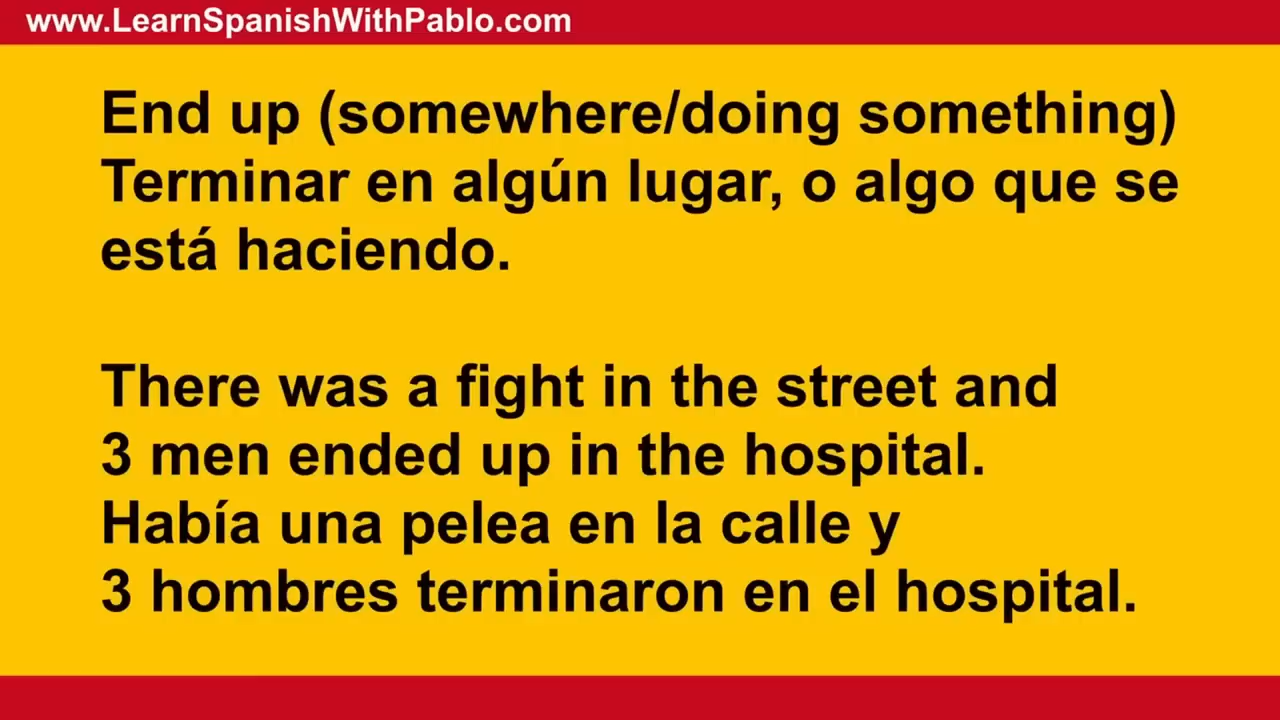 www.LearnSpanishWithPablo.com
End up (somewhere/doing something)
Terminar en algún lugar, o algo que se
está haciendo.
There was a fight in the street and
3 men ended up in the hospital.
Había una pelea en la calle y
3 hombres terminaron en el hospital.